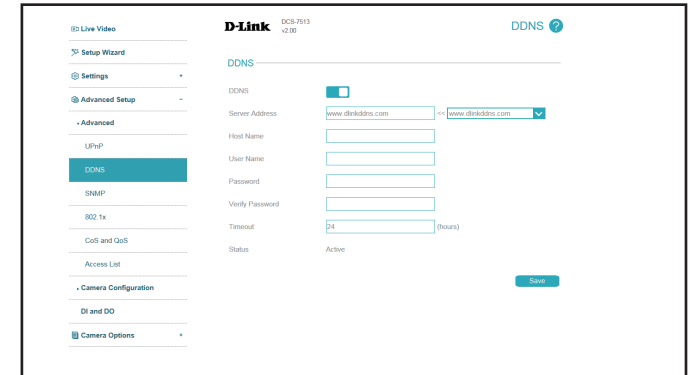 Live Video
Setup Wizard
Settings +
Advanced Setup -
• Advanced
UPnP
DDNS
SNMP
802.1x
CoS and QoS
Access List
• Camera Configuration
DI and DO
Camera Options +
D-Link DCS-7513
v2.00
DDNS ?
DDNS
DDNS
Server Address www.dlinkddns.com << www.dlinkddns.com
Host Name
User Name
Password
Verify Password
Timeout 24 (hours)
Status Active
Save